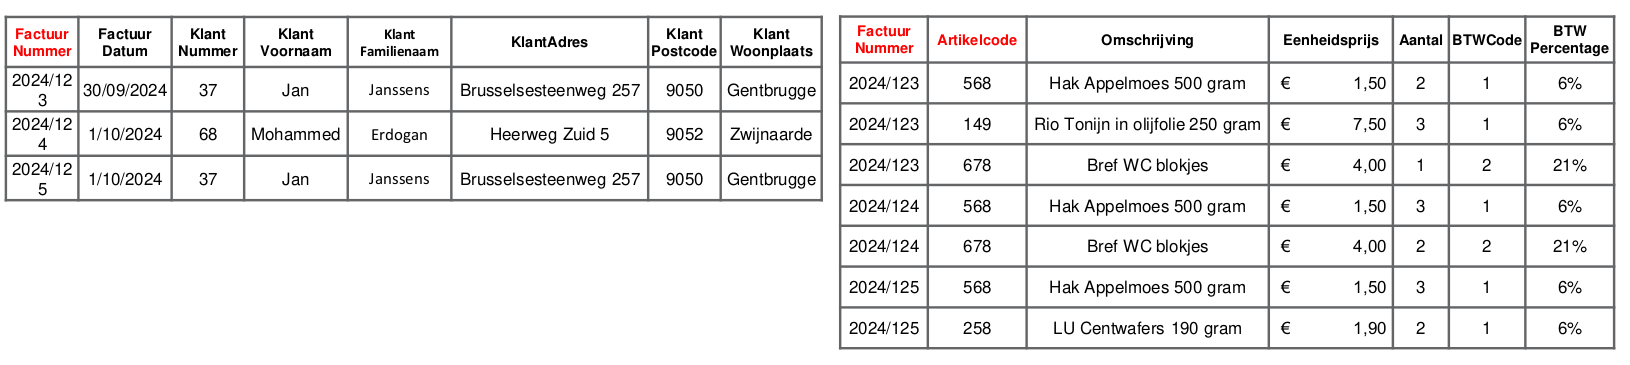 Factuur Nummer | Factuur Datum | Klant Nummer | Klant Voornaam | Klant Familienaam | KlantAdres | Klant Postcode | Klant Woonplaats
2024/123 | 30/09/2024 | 37 | Jan | Janssens | Brusselsesteenweg 257 | 9050 | Gentbrugge
2024/124 | 1/10/2024 | 68 | Mohammed | Erdogan | Heerweg Zuid 5 | 9052 | Zwijnaarde
2024/125 | 1/10/2024 | 37 | Jan | Janssens | Brusselsesteenweg 257 | 9050 | Gentbrugge
Factuur Nummer | Artikelcode | Omschrijving | Eenheidsprijs | Aantal | BTWCode | BTW Percentage
2024/123 | 568 | Hak Appelmoes 500 gram | € 1,50 | 2 | 1 | 6%
2024/123 | 149 | Rio Tonijn in olijfolie 250 gram | € 7,50 | 3 | 1 | 6%
2024/123 | 678 | Bref WC blokjes | € 4,00 | 1 | 2 | 21%
2024/124 | 568 | Hak Appelmoes 500 gram | € 1,50 | 3 | 1 | 6%
2024/124 | 678 | Bref WC blokjes | € 4,00 | 2 | 2 | 21%
2024/125 | 568 | Hak Appelmoes 500 gram | € 1,50 | 3 | 1 | 6%
2024/125 | 258 | LU Centwafers 190 gram | € 1,90 | 2 | 1 | 6%